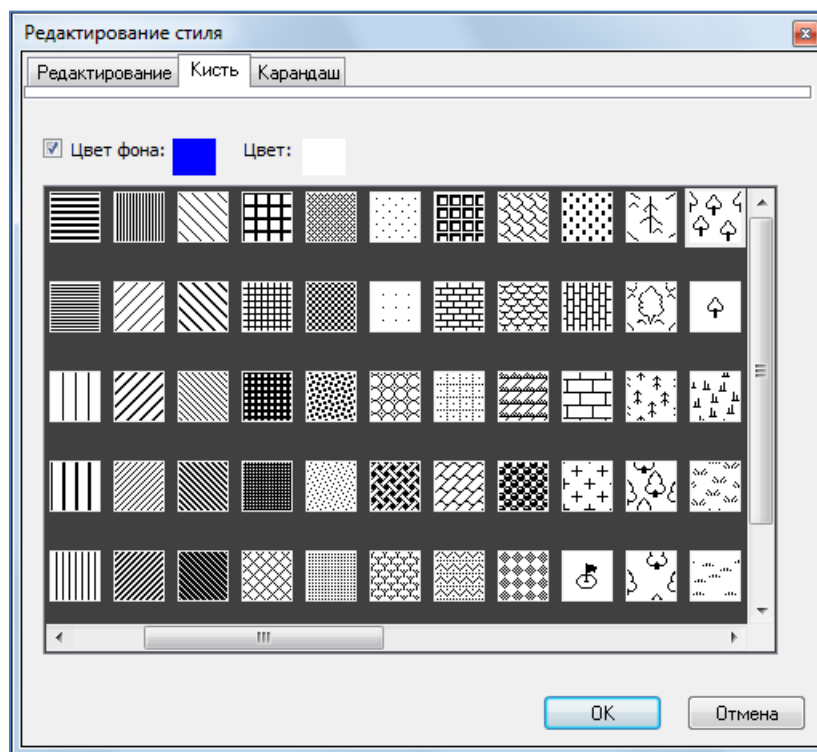 Редактирование стиля
Редактирование Кисть Карандаш
Цвет фона: Цвет:
OK Отмена